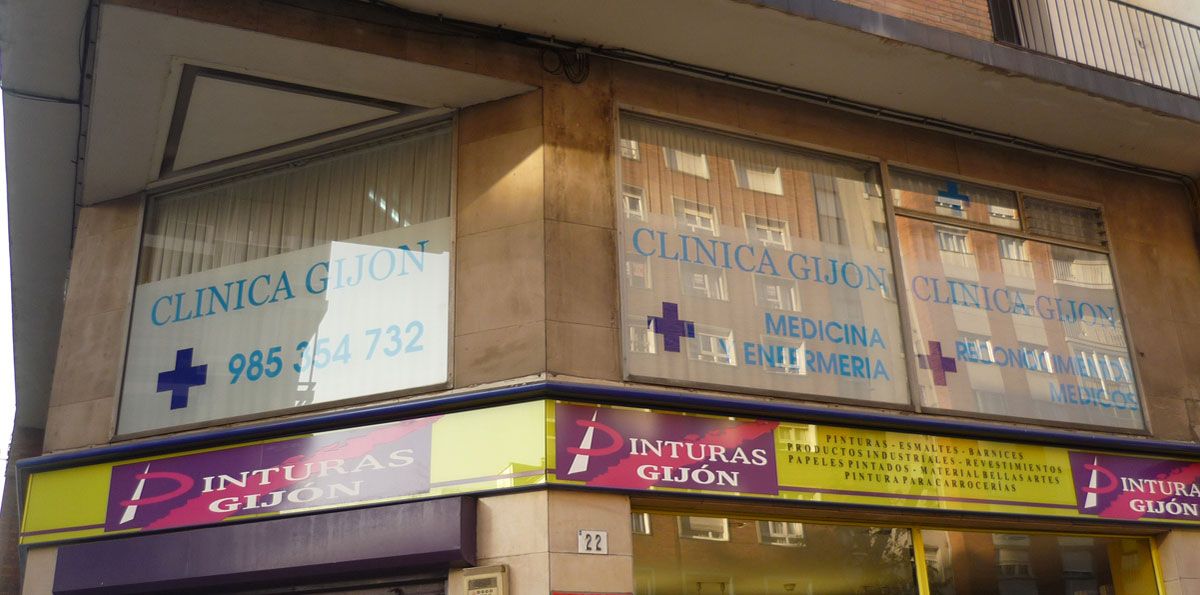 CLINICA GIJON
985 354 732
CLINICA GIJON
MEDICINA
Y ENFERMERIA
CLINICA GIJON
RECONOCIMIENTOS
MEDICOS
PINTURAS
GIJÓN
PINTURAS
GIJÓN
PINTURAS - ESMALTES - BARNICES
PRODUCTOS INDUSTRIALES - REVESTIMIENTOS
PAPELES PINTADOS - MATERIAL BELLAS ARTES
PINTURA PARA CARROCERÍAS
PINTURA
GIJÓN
22